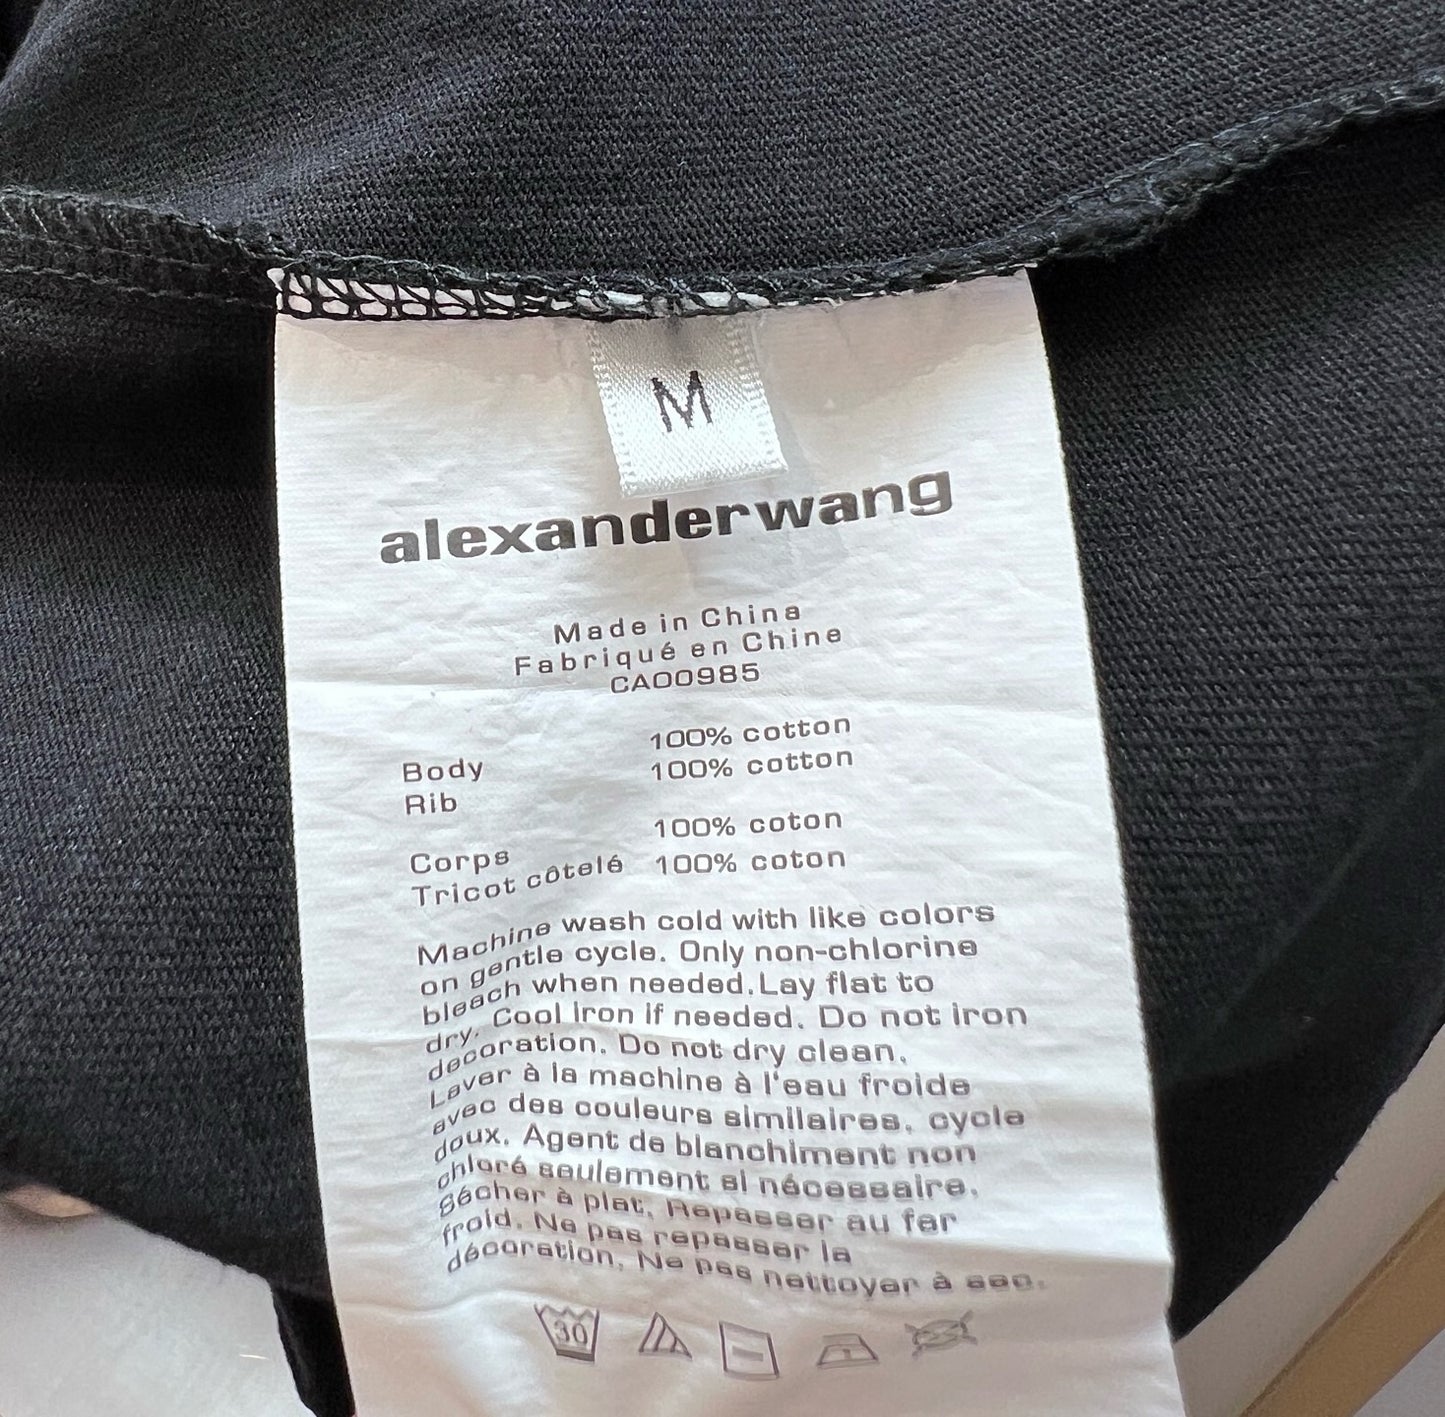 M
alexanderwang
Made in China
Fabriqué en Chine
CA00985
100% cotton
Body 100% cotton
Rib
100% coton
Corps 100% coton
Tricot côtelé
Machine wash cold with like colors
on gentle cycle. Only non-chlorine
bleach when needed. Lay flat to
dry. Cool iron if needed. Do not iron
decoration. Do not dry clean.
Laver à la machine à l'eau froide
avec des couleurs similaires, cycle
doux. Agent de blanchiment non
chloré seulement si nécessaire.
Sécher à plat. Repasser au fer
froid. Ne pas repasser la
décoration. Ne pas nettoyer à sec.
30